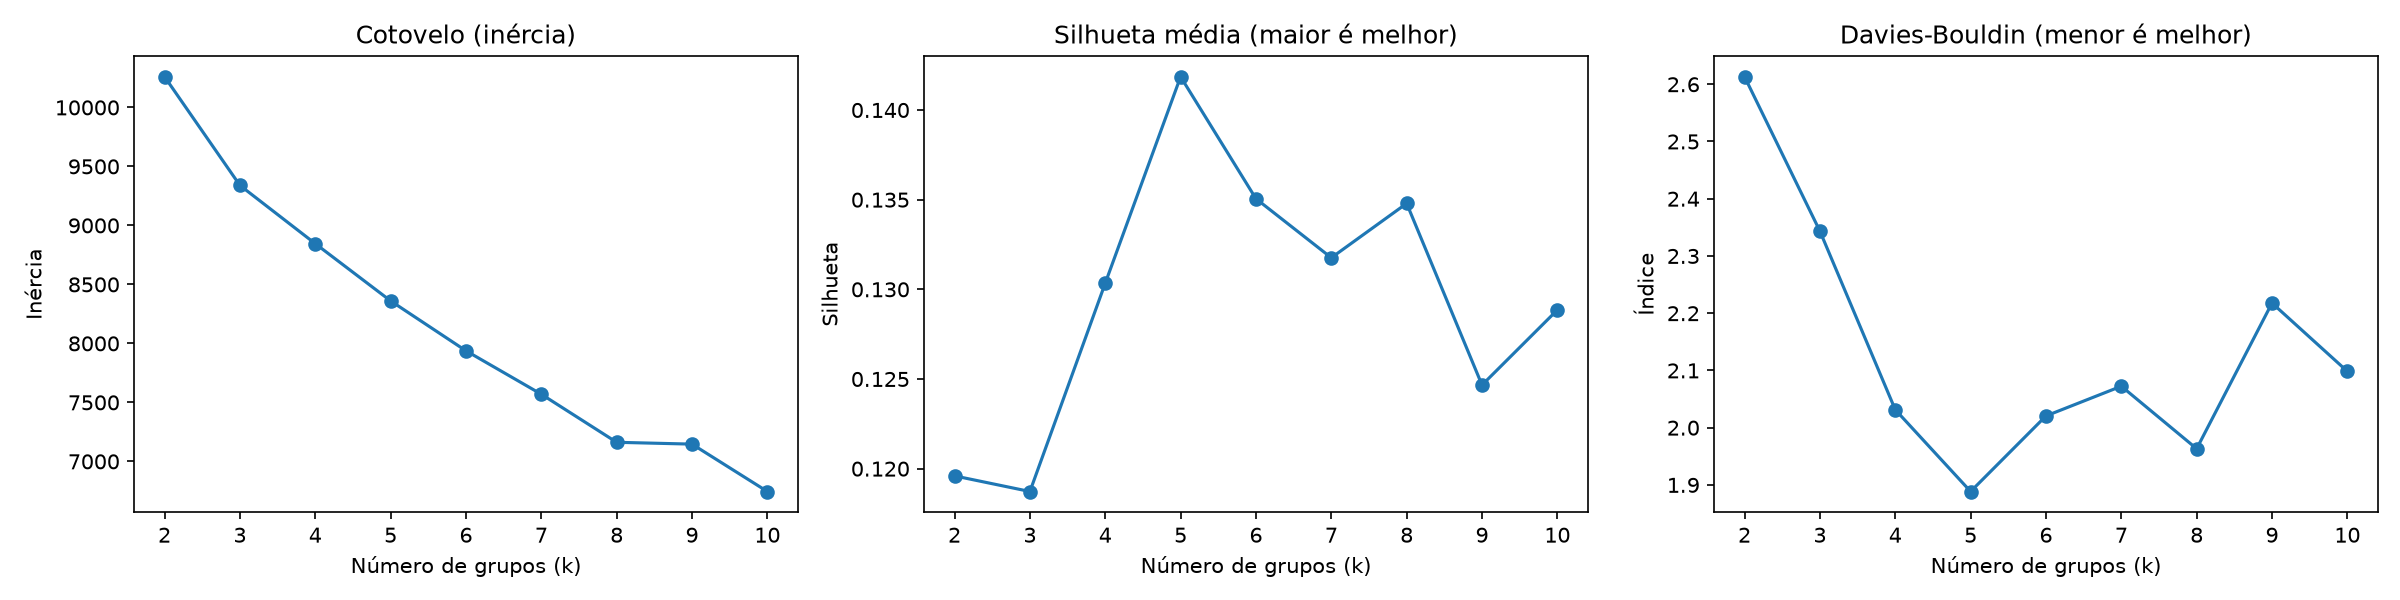 Cotovelo (inércia)
Inércia
10000
9500
9000
8500
8000
7500
7000
2 3 4 5 6 7 8 9 10
Número de grupos (k)
Silhueta média (maior é melhor)
Silhueta
0.140
0.135
0.130
0.125
0.120
2 3 4 5 6 7 8 9 10
Número de grupos (k)
Davies-Bouldin (menor é melhor)
Índice
2.6
2.5
2.4
2.3
2.2
2.1
2.0
1.9
2 3 4 5 6 7 8 9 10
Número de grupos (k)